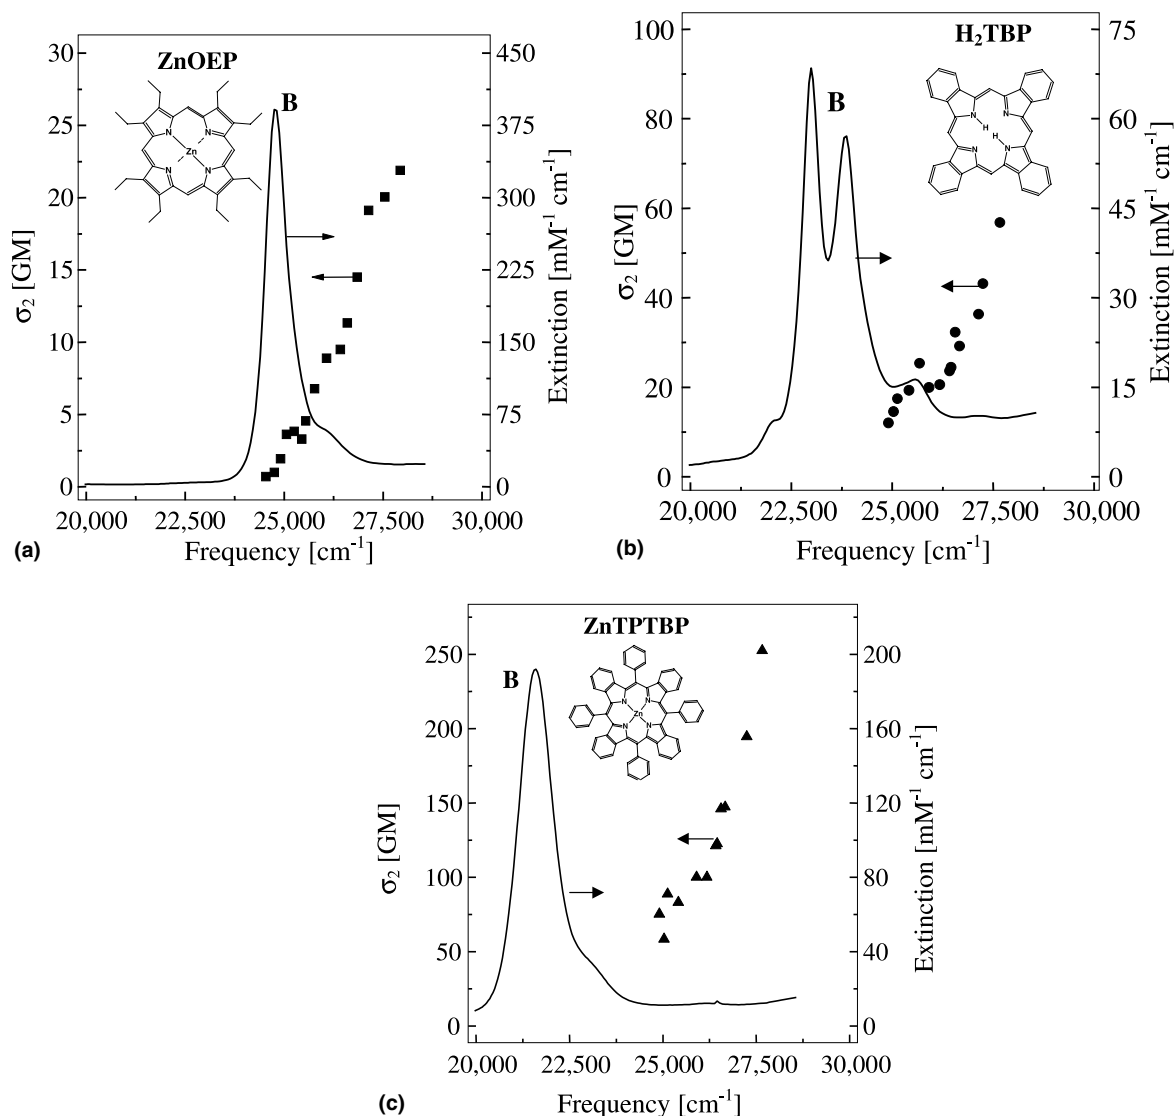 ZnOEP
B
σ2 [GM]
30
25
20
15
10
5
0
450
375
300
225
150
75
0
Extinction [mM-1 cm-1]
N
N
Zn
N
N
20,000 22,500 25,000 27,500 30,000
(a) Frequency [cm-1]
H2TBP
B
σ2 [GM]
100
80
60
40
20
0
75
60
45
30
15
0
Extinction [mM-1 cm-1]
N
N
H
H
N
N
20,000 22,500 25,000 27,500 30,000
(b) Frequency [cm-1]
ZnTPTBP
B
σ2 [GM]
250
200
150
100
50
0
200
160
120
80
40
0
Extinction [mM-1 cm-1]
N
N
Zn
N
N
20,000 22,500 25,000 27,500 30,000
(c) Frequency [cm-1]